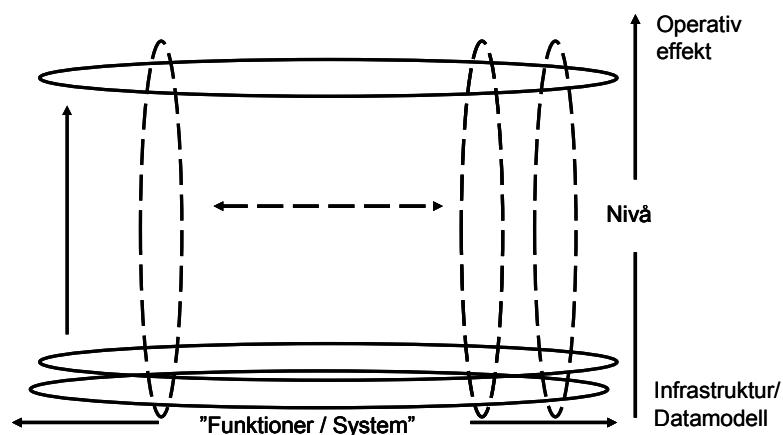 Operativ
effekt
Nivå
Infrastruktur/
Datamodell
”Funktioner / System”